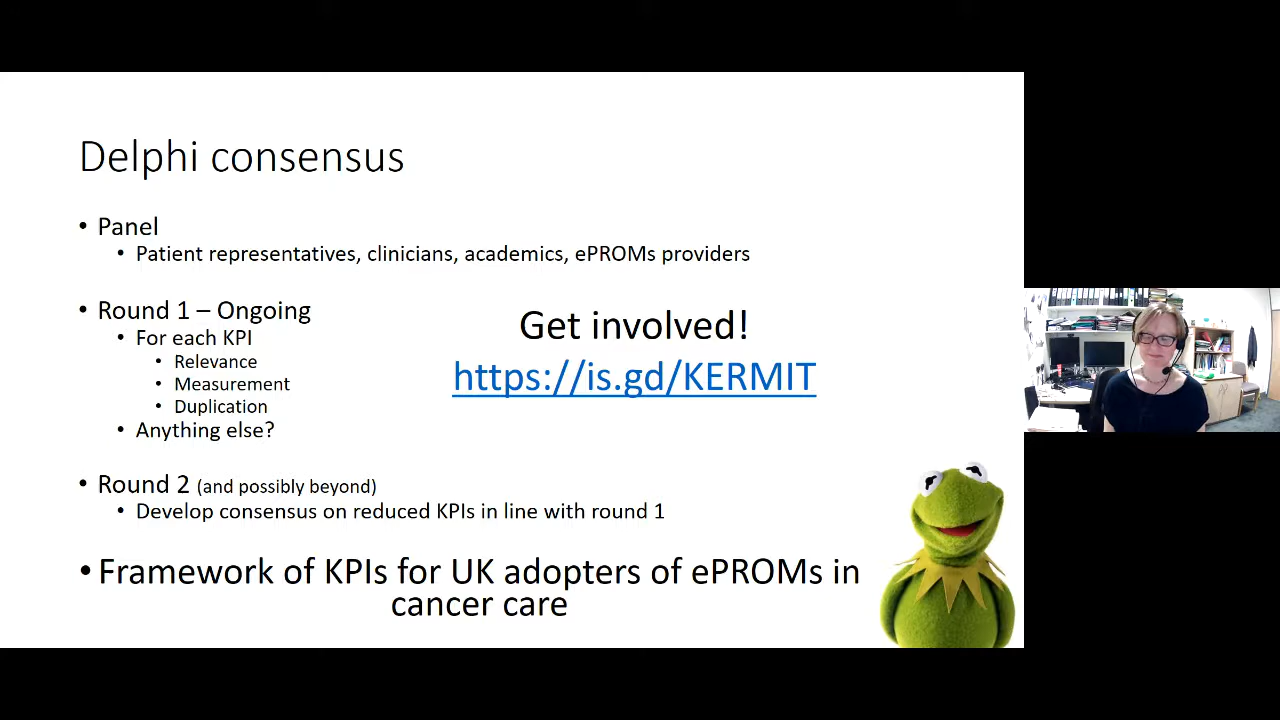 Delphi consensus
• Panel
• Patient representatives, clinicians, academics, ePROMs providers
• Round 1 – Ongoing
• For each KPI
• Relevance
• Measurement
• Duplication
• Anything else?
Get involved!
https://is.gd/KERMIT
• Round 2 (and possibly beyond)
• Develop consensus on reduced KPIs in line with round 1
• Framework of KPIs for UK adopters of ePROMs in
cancer care